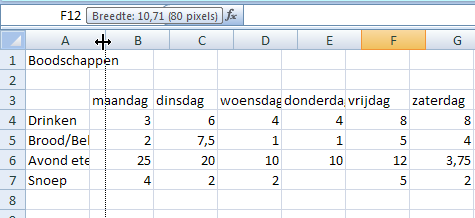 F12 Breedte: 10,71 (80 pixels) fx
A B C D E F G
1 Boodschappen
2
3 maandag dinsdag woensdag donderda vrijdag zaterdag
4 Drinken 3 6 4 4 8 8
5 Brood/Bel 2 7,5 1 1 5 4
6 Avond ete 25 20 10 10 12 3,75
7 Snoep 4 2 2 5 2